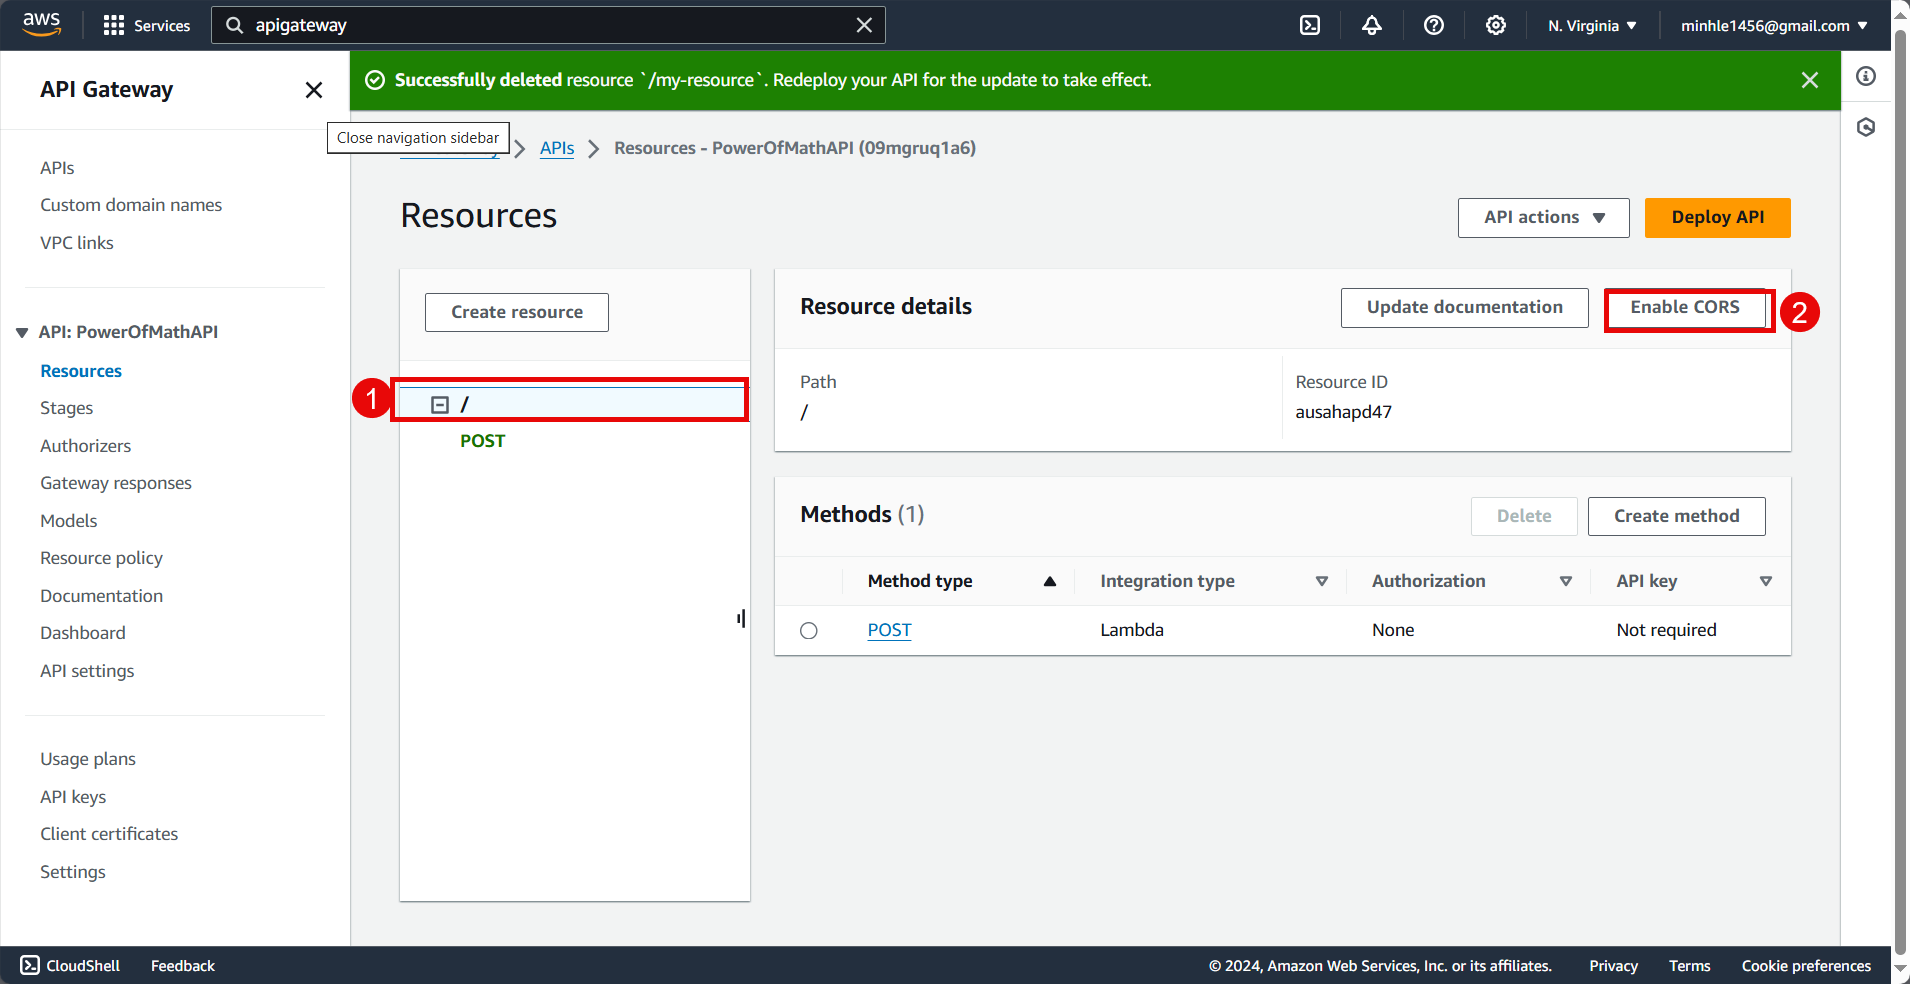 aws
Services
apigateway
N. Virginia
minhle1456@gmail.com
API Gateway
Successfully deleted resource `/my-resource`. Redeploy your API for the update to take effect.
Close navigation sidebar
APIs
Resources - PowerOfMathAPI (09mgruq1a6)
APIs
Custom domain names
VPC links
API: PowerOfMathAPI
Resources
Stages
Authorizers
Gateway responses
Models
Resource policy
Documentation
Dashboard
API settings
Usage plans
API keys
Client certificates
Settings
Resources
API actions
Deploy API
Create resource
1
/
POST
Resource details
Update documentation
Enable CORS
2
Path
/
Resource ID
ausahapd47
Methods (1)
Delete
Create method
Method type
Integration type
Authorization
API key
POST
Lambda
None
Not required
CloudShell
Feedback
© 2024, Amazon Web Services, Inc. or its affiliates.
Privacy
Terms
Cookie preferences